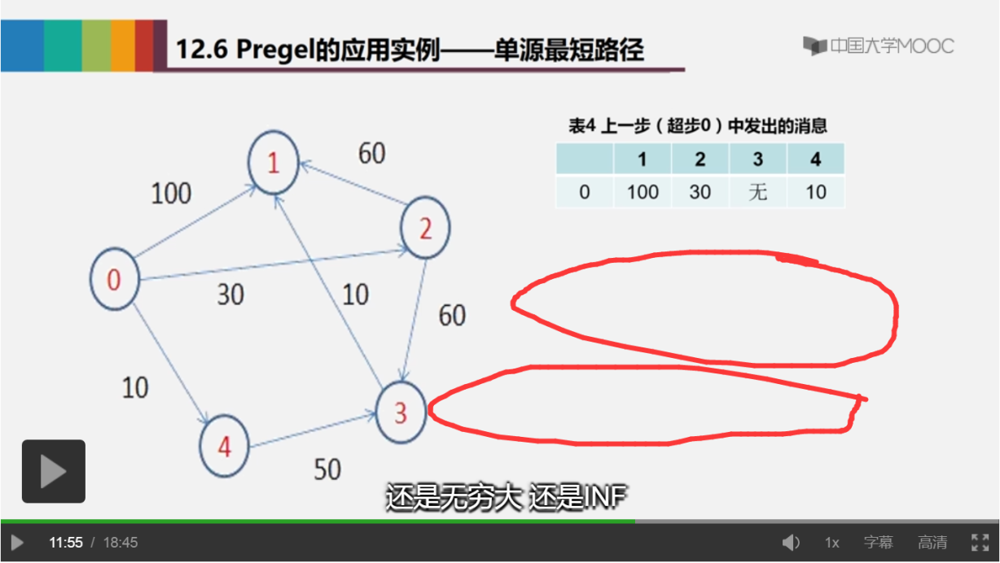 12.6 Pregel的应用实例——单源最短路径
中国大学MOOC
表4 上一步（超步0）中发出的消息
1 2 3 4
0 100 30 无 10
1
60
100
2
0
30
10
60
10
3
4
50
还是无穷大 还是INF
11:55 / 18:45
1x 字幕 高清